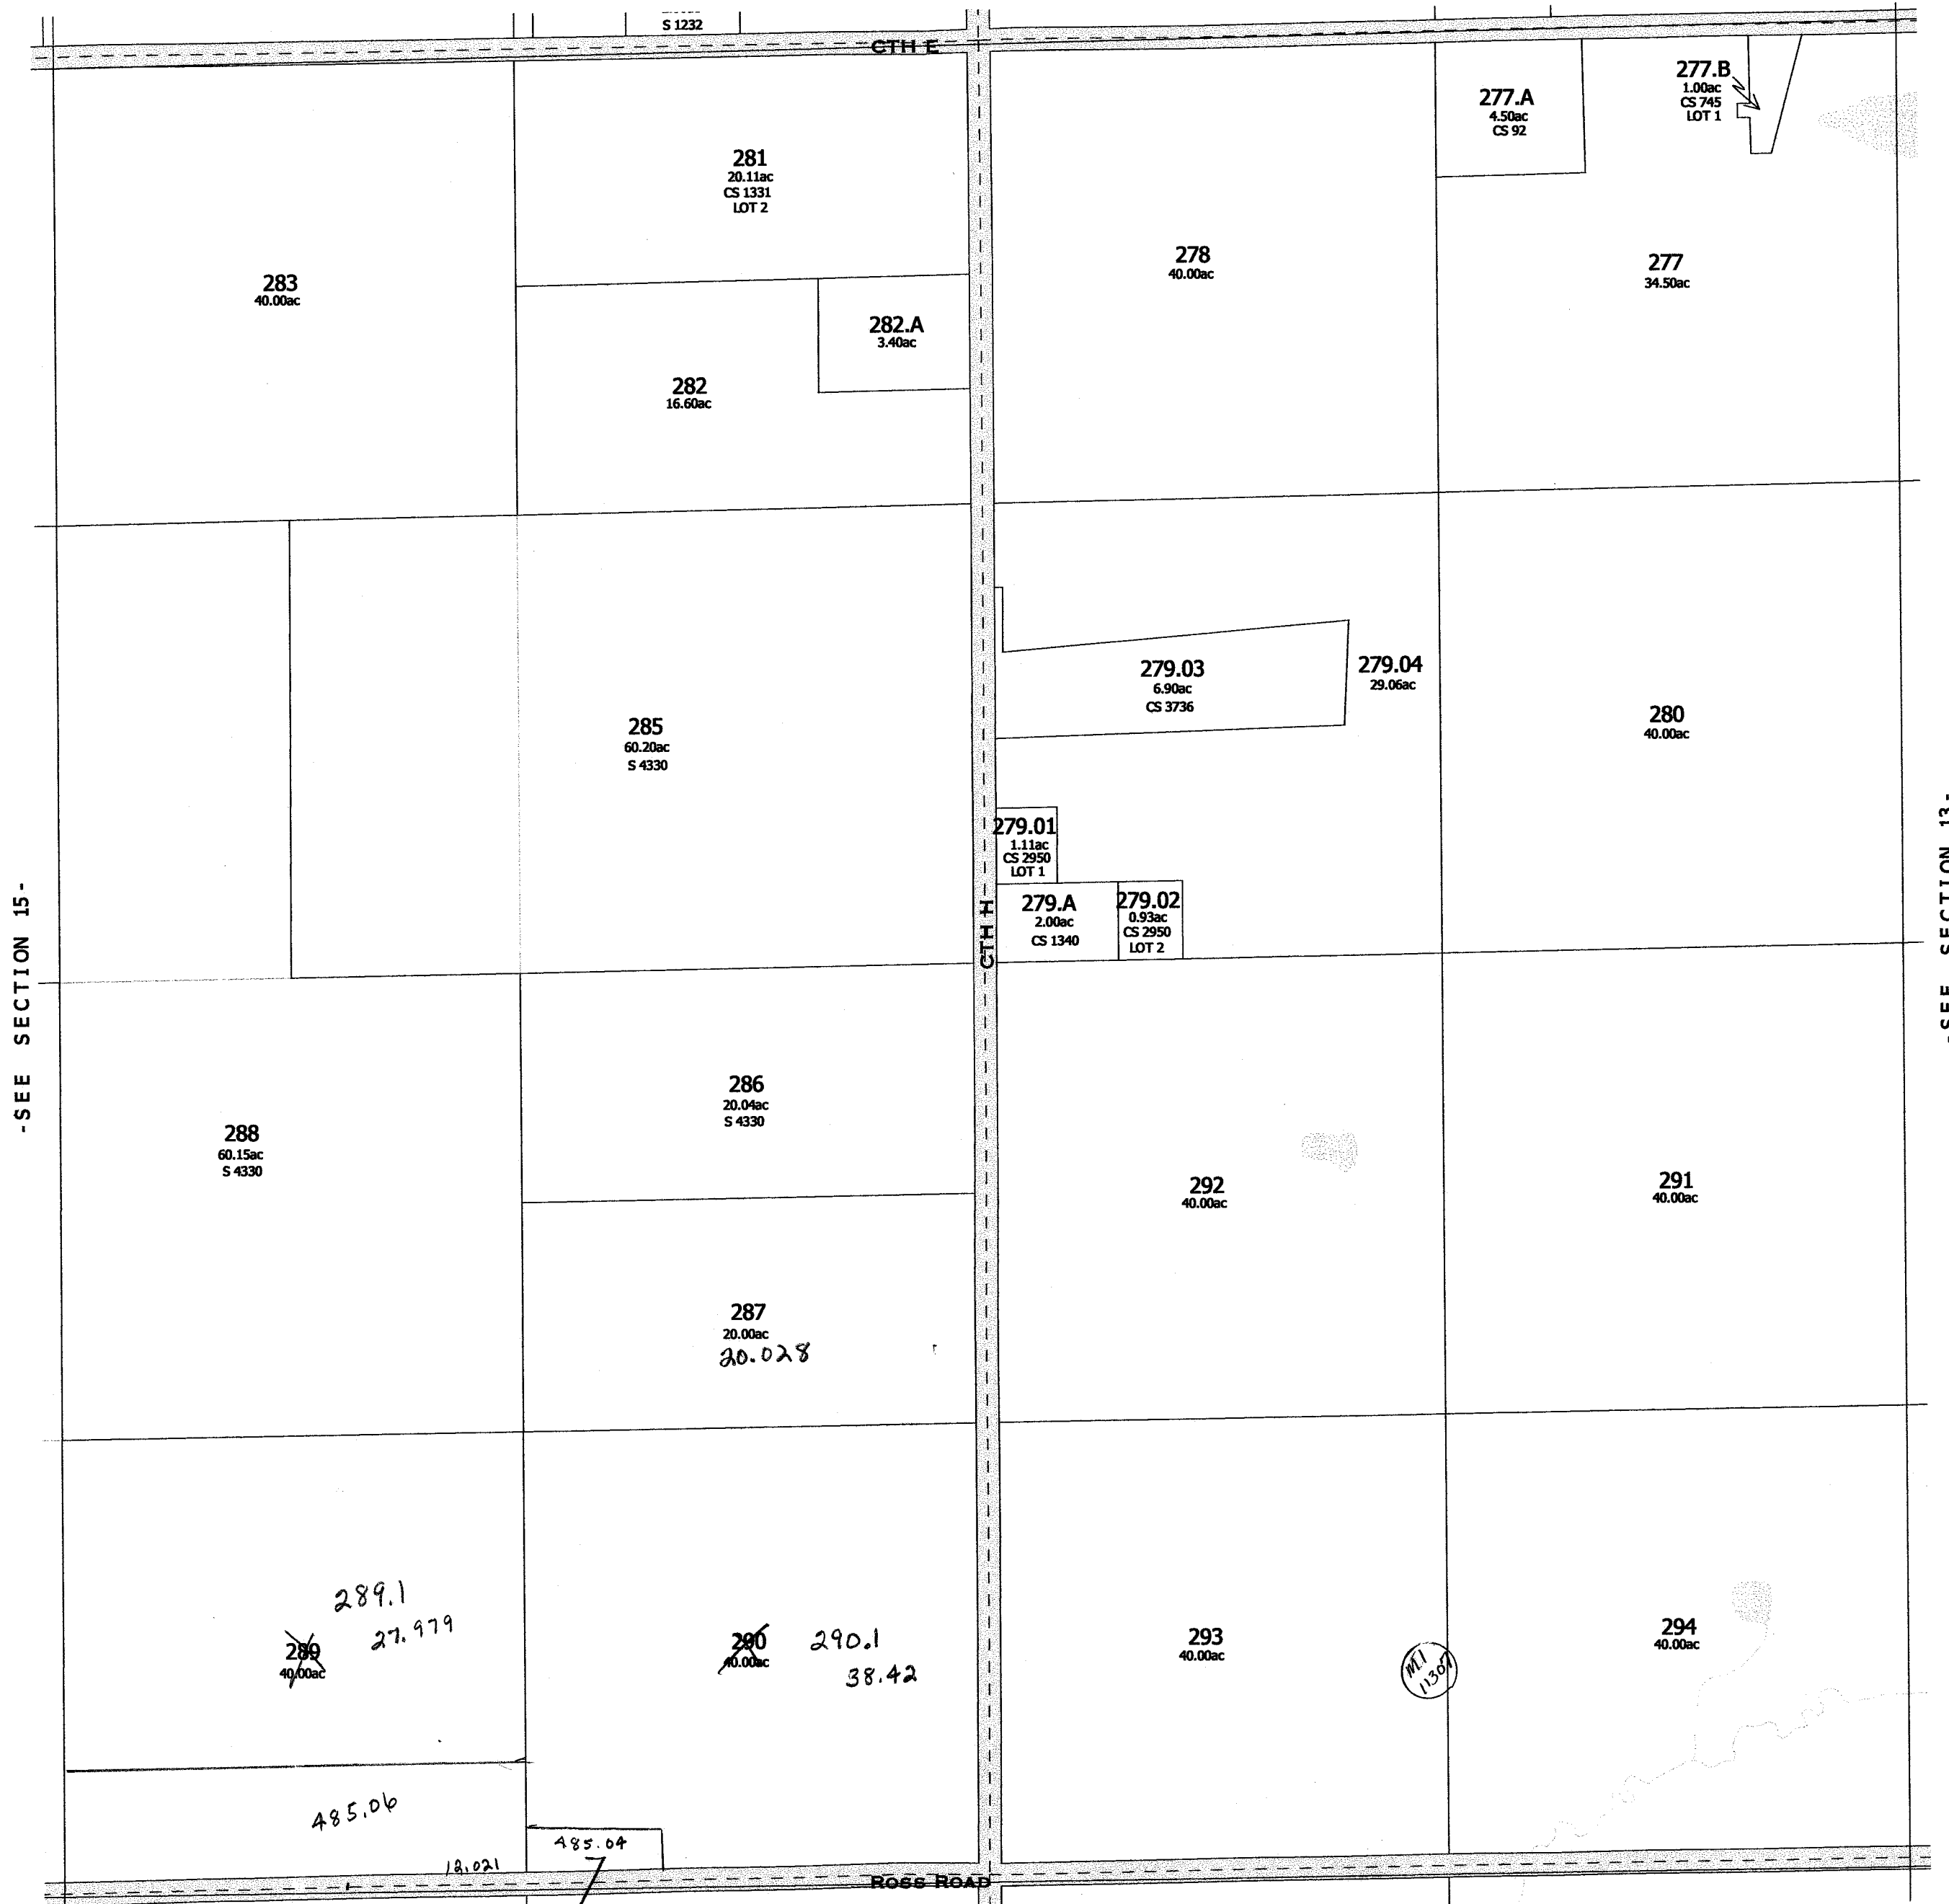 S 1232
CTH E
277.B
1.00ac
CS 745
LOT 1
277.A
4.50ac
CS 92
281
20.11ac
CS 1331
LOT 2
278
40.00ac
277
34.50ac
283
40.00ac
282.A
3.40ac
282
16.60ac
279.03
6.90ac
CS 3736
279.04
29.06ac
285
60.20ac
S 4330
280
40.00ac
279.01
1.11ac
CS 2950
LOT 1
279.A
2.00ac
CS 1340
279.02
0.93ac
CS 2950
LOT 2
CTH H
-SEE SECTION 15-
-SEE SECTION 13-
286
20.04ac
S 4330
288
60.15ac
S 4330
292
40.00ac
291
40.00ac
287
20.00ac
20.028
289.1
27.979
289
40.00ac
290
40.00ac
290.1
38.42
293
40.00ac
294
40.00ac
M.I
11307
485.06
12.021
485.04
ROSS ROAD